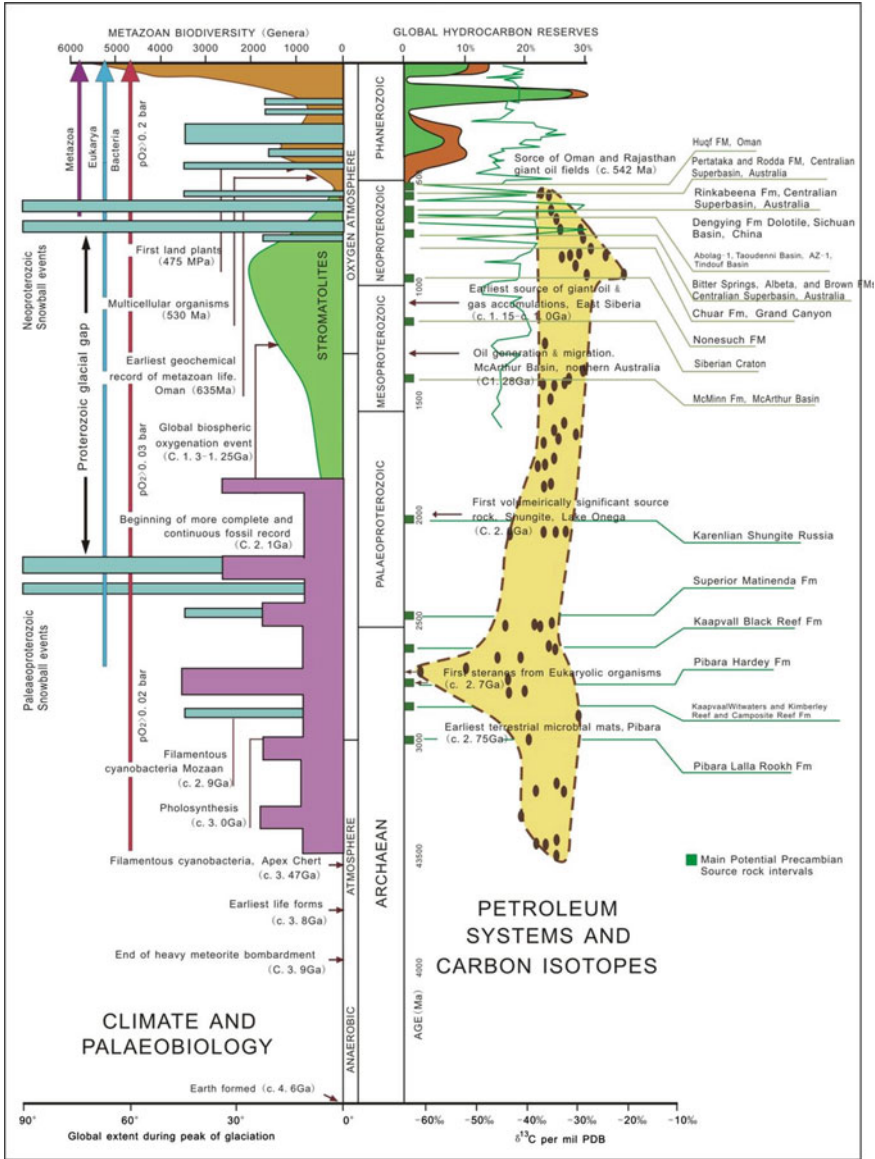 METAZOAN BIODIVERSITY (Genera)
6000 5000 4000 3000 2000 1000 0
GLOBAL HYDROCARBON RESERVES
0 10% 20% 30%
Metazoa
Eukarya
Bacteria
pO₂>0. 2 bar
pO₂>0. 03 bar
pO₂>0. 02 bar
Neoproterozoic
Snowball events
Proterozoic glacial gap
Paleaeoproterozoic
Snowball events
First land plants
(475 MPa)
Multicellular organisms
(530 Ma)
Earliest geochemical
record of metazoan life.
Oman (635Ma)
Global biospheric
oxygenation event
(C. 1. 3-1. 25Ga)
STROMATOLITES
Beginning of more complete and
continuous fossil record
(C. 2. 1Ga)
Filamentous
cyanobacteria Mozaan
(c. 2. 9Ga)
Pholosynthesis
(c. 3. 0Ga)
Filamentous cyanobacteria, Apex Chert
(c. 3. 47Ga)
Earliest life forms
(c. 3. 8Ga)
End of heavy meteorite bombardment
(C. 3. 9Ga)
CLIMATE AND
PALAEOBIOLOGY
Earth formed (c. 4. 6Ga)
90° 60° 30° 0°
Global extent during peak of glaciation
OXYGEN ATMOSPHERE
ATMOSPHERE
ANAEROBIC
PHANEROZOIC
NEOPROTEROZOIC
MESOPROTEROZOIC
PALAEOPROTEROZOIC
ARCHAEAN
500
1000
1500
2000
2500
3000
43500
4000
AGE(Ma)
Sorce of Oman and Rajasthan
giant oil fields (c. 542 Ma)
Earliest source of giant oil &
gas accumulations, East Siberia
(c. 1. 15-c. 1. 0Ga)
Oil generation & migration.
McArthur Basin, northern Australia
(C1. 28Ga)
First volumeirically significant source
rock, Shungite, Lake Onega
(C. 2. Ga)
First steranes from Eukaryolic organisms
(c. 2. 7Ga)
Earliest terrestrial microbial mats, Pibara
(c. 2. 75Ga)
Huqf FM, Oman
Pertataka and Rodda FM, Centralian
Superbasin, Australia
Rinkabeena Fm, Centralian
Superbasin, Australia
Dengying Fm Dolotile, Sichuan
Basin, China
Abolag-1, Taoudenni Basin, AZ-1,
Tindouf Basin
Bitter Springs, Albeta, and Brown FMs
Centralian Superbasin, Australia
Chuar Fm, Grand Canyon
Nonesuch FM
Siberian Craton
McMinn Fm, McArthur Basin
Karenlian Shungite Russia
Superior Matinenda Fm
Kaapvall Black Reef Fm
Pibara Hardey Fm
KaapvaalWitwaters and Kimberley
Reef and Camposite Reef Fm
Pibara Lalla Rookh Fm
Main Potential Precambian
Source rock intervals
PETROLEUM
SYSTEMS AND
CARBON ISOTOPES
-60‰ -50‰ -40‰ -30‰ -20‰ -10‰
δ¹³C per mil PDB